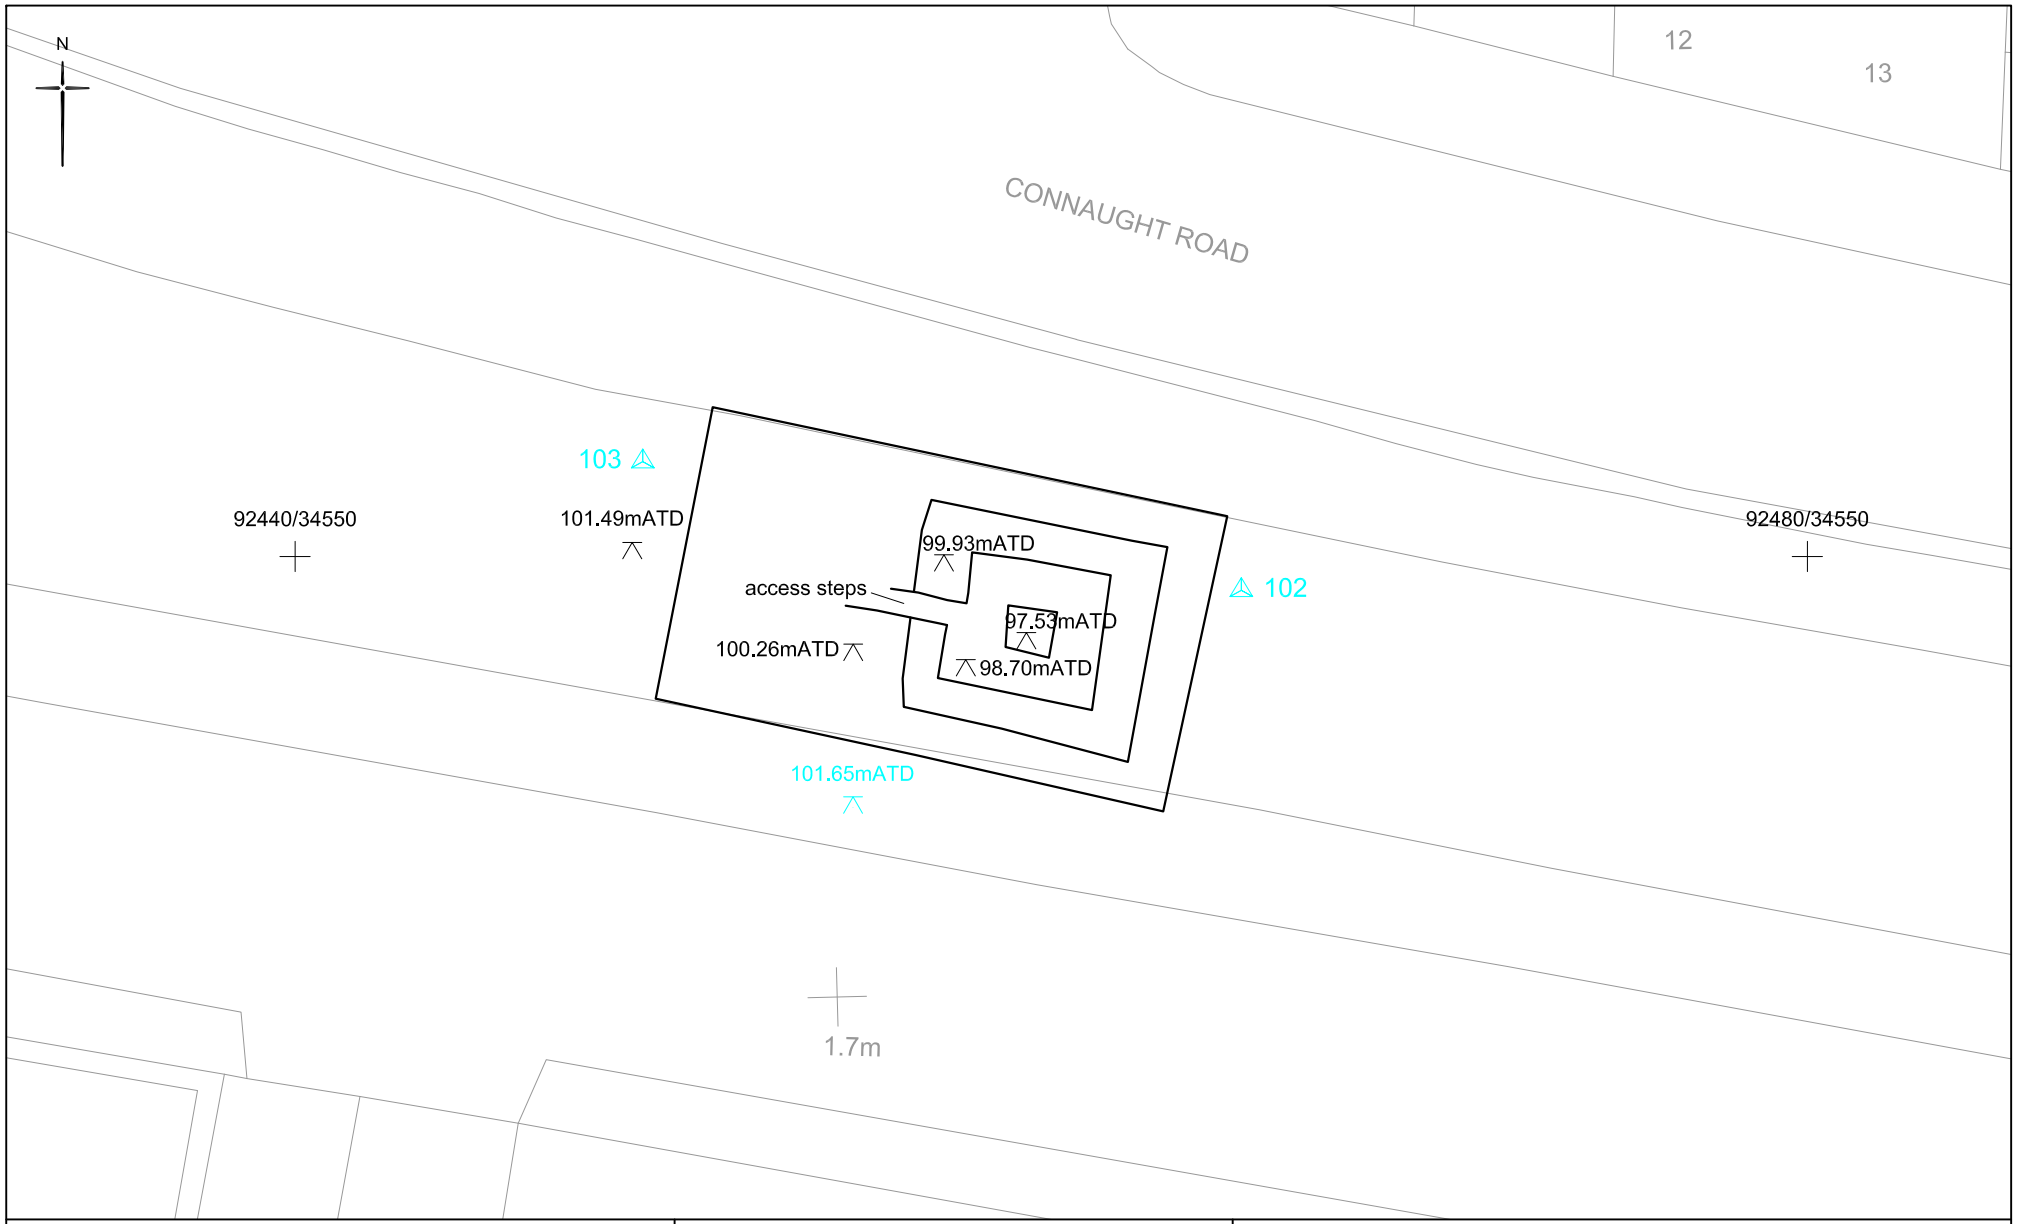 N
12
13
CONNAUGHT ROAD
103
92440/34550
101.49mATD
92480/34550
99.93mATD
access steps
102
97.53mATD
100.26mATD
98.70mATD
101.65mATD
1.7m